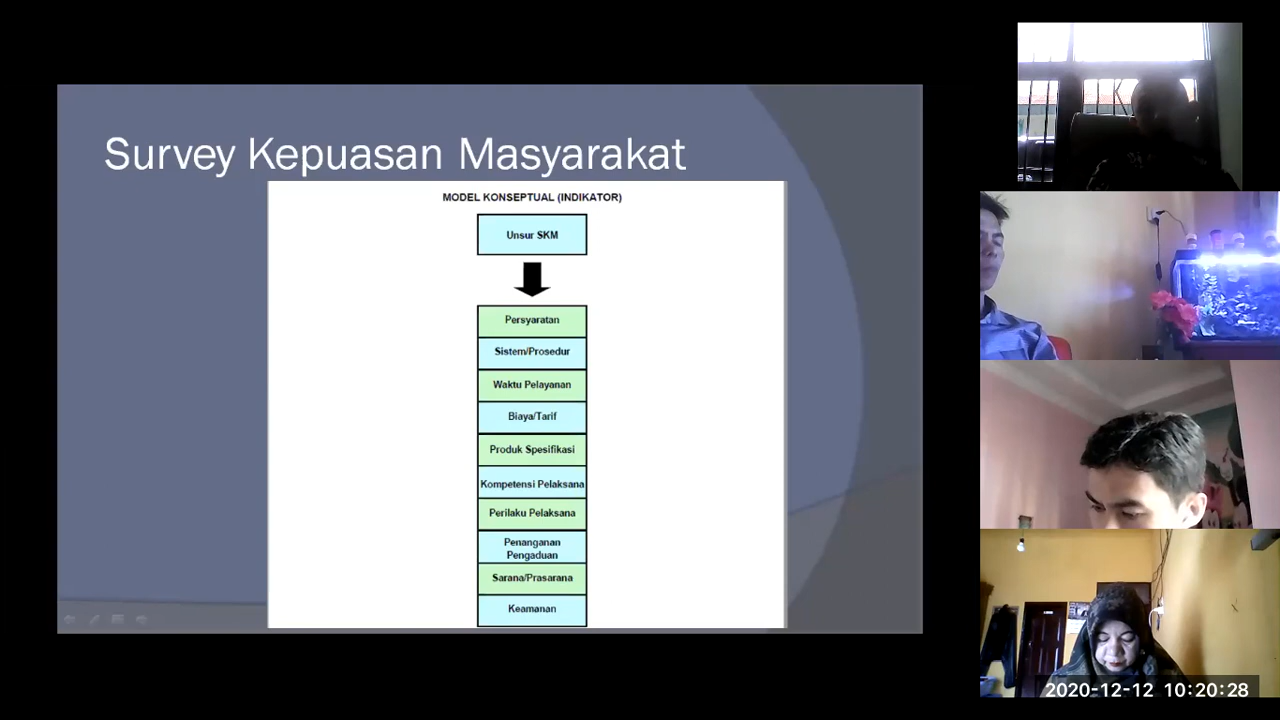 Survey Kepuasan Masyarakat
MODEL KONSEPTUAL (INDIKATOR)
Unsur SKM
Persyaratan
Sistem/Prosedur
Waktu Pelayanan
Biaya/Tarif
Produk Spesifikasi
Kompetensi Pelaksana
Perilaku Pelaksana
Penanganan
Pengaduan
Sarana/Prasarana
Keamanan
2020-12-12 10:20:28